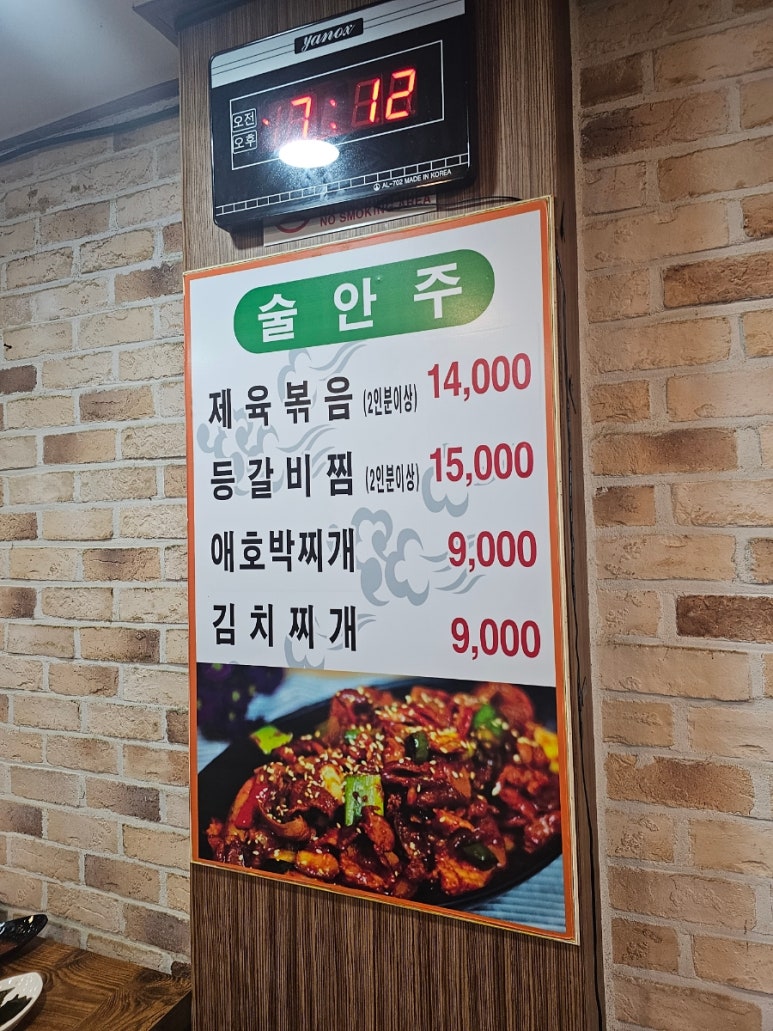 yanox
오전
오후
7:12
AL-702 MADE IN KOREA
NO SMOKING AREA
술안주
제육볶음 (2인분이상) 14,000
등갈비찜 (2인분이상) 15,000
애호박찌개 9,000
김치찌개 9,000